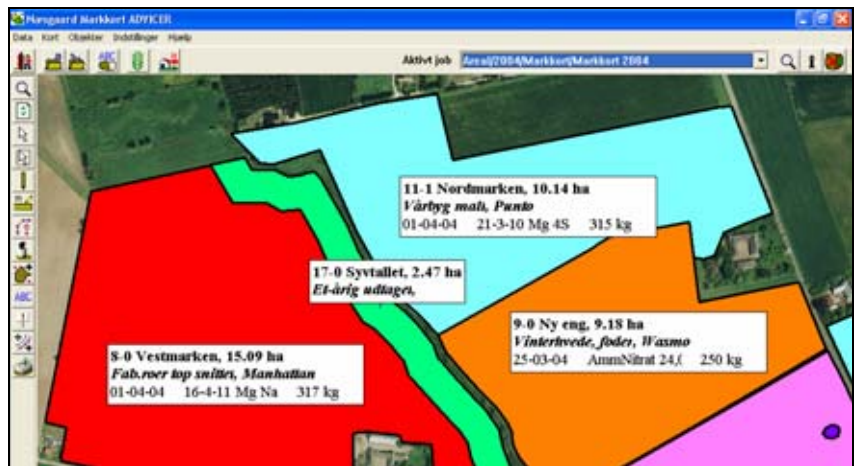 Næsgaard Markkort ADVICER
Data Kort Objekter Indstillinger Hjælp
ABC
Aktivt job Areal/2004/Markkort/Markkort 2004
11-1 Nordmarken, 10.14 ha
Vårbyg malt, Punto
01-04-04 21-3-10 Mg 4S 315 kg
17-0 Syvtallet, 2.47 ha
Et-årig udtaget,
9-0 Ny eng, 9.18 ha
Vinterhvede, foder, Wasmo
25-03-04 AmmNitrat 24,( 250 kg
8-0 Vestmarken, 15.09 ha
Fab.roer top snittet, Manhattan
01-04-04 16-4-11 Mg Na 317 kg
ABC